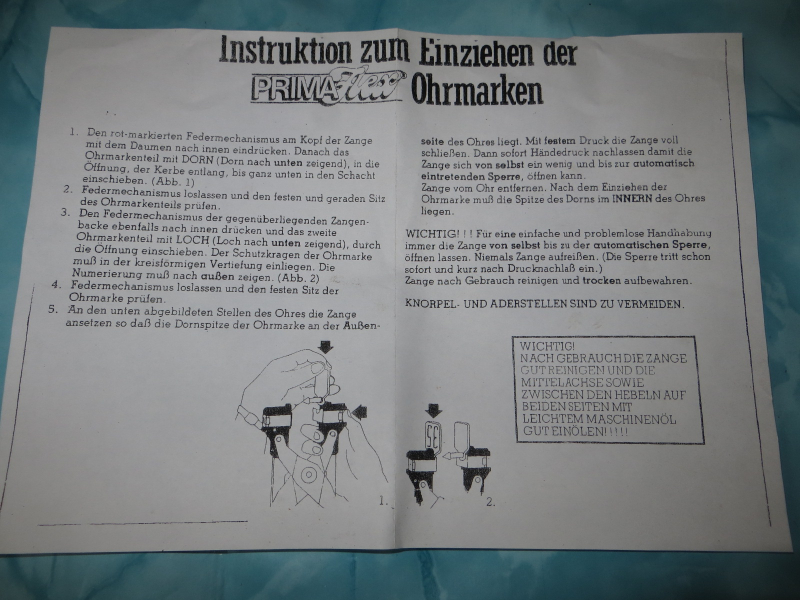 Instruktion zum Einziehen der
PRIMAFlex Ohrmarken
1. Den rot-markierten Federmechanismus am Kopf der Zange
mit dem Daumen nach innen eindrücken. Danach das
Ohrmarkenteil mit DORN (Dorn nach unten zeigend), in die
Öffnung, der Kerbe entlang, bis ganz unten in den Schacht
einschieben. (Abb. 1)
2. Federmechanismus loslassen und den festen und geraden Sitz
des Ohrmarkenteils prüfen.
3. Den Federmechanismus der gegenüberliegenden Zangen-
backe ebenfalls nach innen drücken und das zweite
Ohrmarkenteil mit LOCH (Loch nach unten zeigend), durch
die Öffnung einschieben. Der Schutzkragen der Ohrmarke
muß in der kreisförmigen Vertiefung einliegen. Die
Numerierung muß nach außen zeigen. (Abb. 2)
4. Federmechanismus loslassen und den festen Sitz der
Ohrmarke prüfen.
5. An den unten abgebildeten Stellen des Ohres die Zange
ansetzen so daß die Dornspitze der Ohrmarke an der Außen-
seite des Ohres liegt. Mit festem Druck die Zange voll
schließen. Dann sofort Händedruck nachlassen damit die
Zange sich von selbst ein wenig und bis zur automatisch
eintretenden Sperre, öffnen kann.
Zange vom Ohr entfernen. Nach dem Einziehen der
Ohrmarke muß die Spitze des Dorns im INNERN des Ohres
liegen.
WICHTIG! ! ! Für eine einfache und problemlose Handhabung
immer die Zange von selbst bis zu der automatischen Sperre,
öffnen lassen. Niemals Zange aufreißen. (Die Sperre tritt schon
sofort und kurz nach Drucknachlaß ein.)
Zange nach Gebrauch reinigen und trocken aufbewahren.
KNORPEL- UND ADERSTELLEN SIND ZU VERMEIDEN.
WICHTIG!
NACH GEBRAUCH DIE ZANGE
GUT REINIGEN UND DIE
MITTELACHSE SOWIE
ZWISCHEN DEN HEBELN AUF
BEIDEN SEITEN MIT
LEICHTEM MASCHINENÖL
GUT EINÖLEN!!!!!
1.
2.